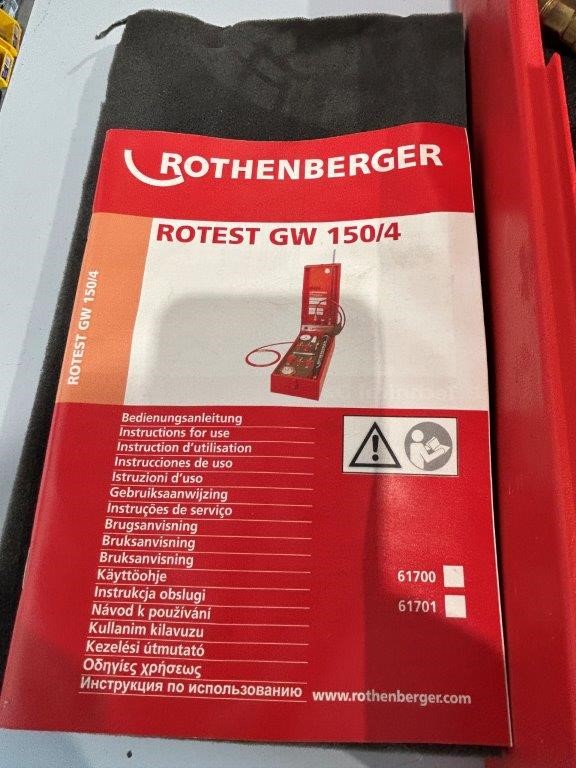 ROTHENBERGER
ROTEST GW 150/4
ROTEST GW 150/4
Bedienungsanleitung
Instructions for use
Instruction d'utilisation
Instrucciones de uso
Istruzioni d'uso
Gebruiksaanwijzing
Instruções de serviço
Brugsanvisning
Bruksanvisning
Bruksanvisning
Käyttöohje
Instrukcja obslugi
Návod k používání
Kullanim kilavuzu
Kezelési útmutató
Οδηγίες χρήσεως
Инструкция по использованию
61700
61701
www.rothenberger.com